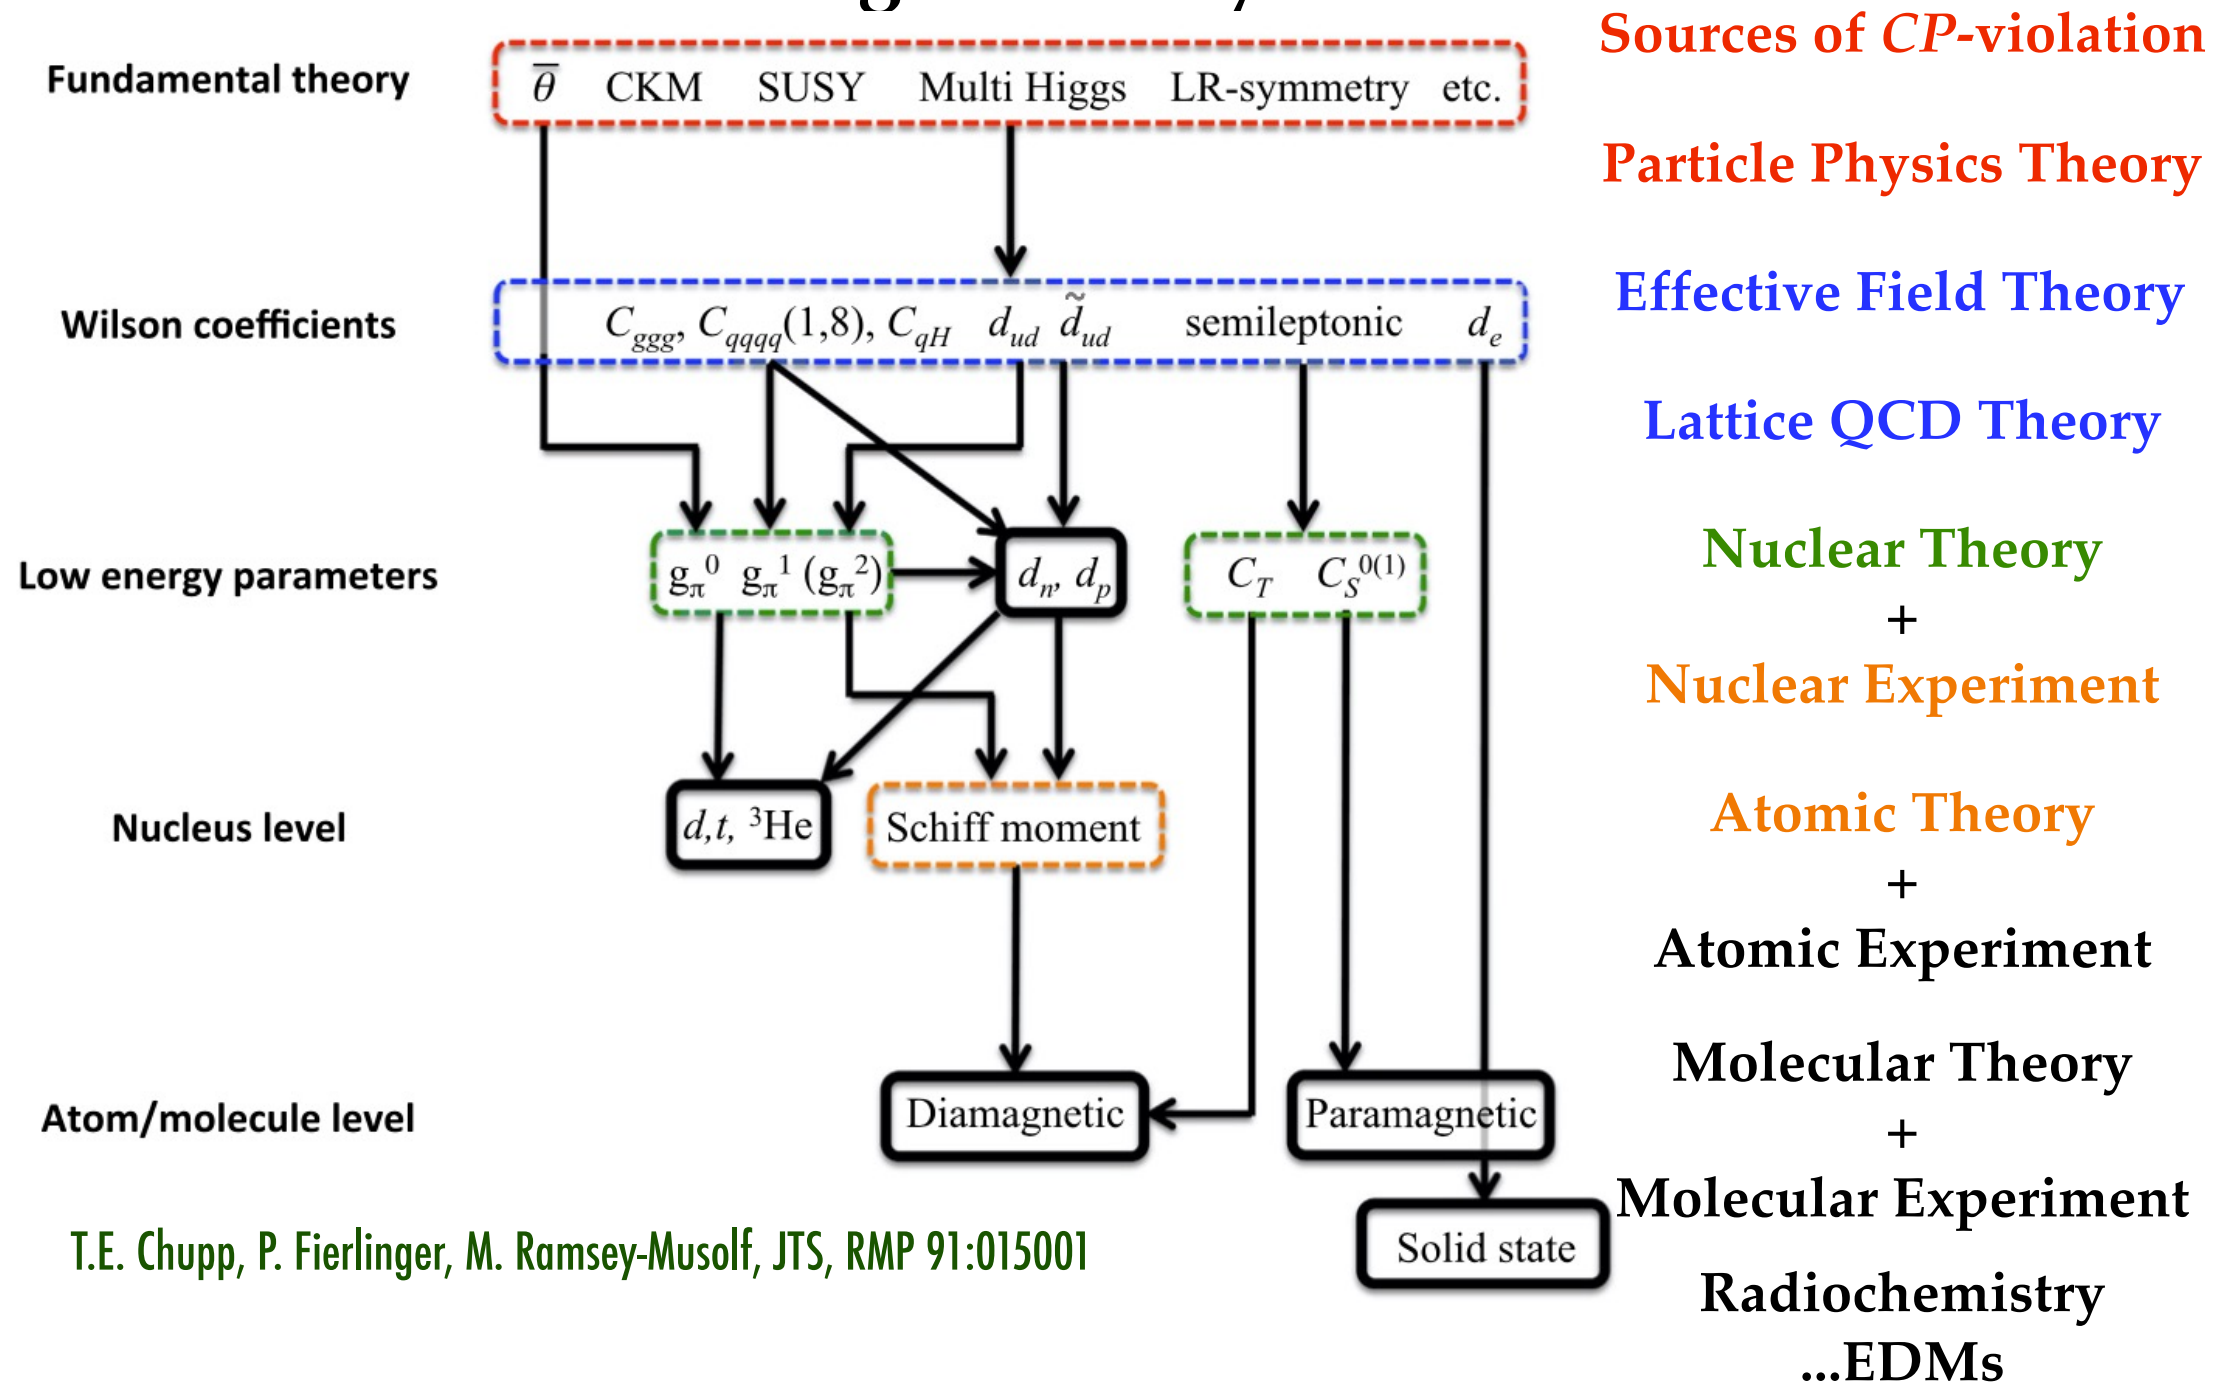 Sources of CP-violation
Fundamental theory
θ̅ CKM SUSY Multi Higgs LR-symmetry etc.
Particle Physics Theory
Effective Field Theory
Wilson coefficients
C_ggg, C_qqqq(1,8), C_qH d_ud d̃_ud semileptonic d_e
Lattice QCD Theory
Nuclear Theory
Low energy parameters
g_π^0 g_π^1 (g_π^2)
d_n, d_p
C_T C_S^0(1)
+
Nuclear Experiment
Nucleus level
d,t, ³He
Schiff moment
Atomic Theory
+
Atomic Experiment
Molecular Theory
Atom/molecule level
Diamagnetic
Paramagnetic
+
Molecular Experiment
T.E. Chupp, P. Fierlinger, M. Ramsey-Musolf, JTS, RMP 91:015001
Solid state
Radiochemistry
...EDMs